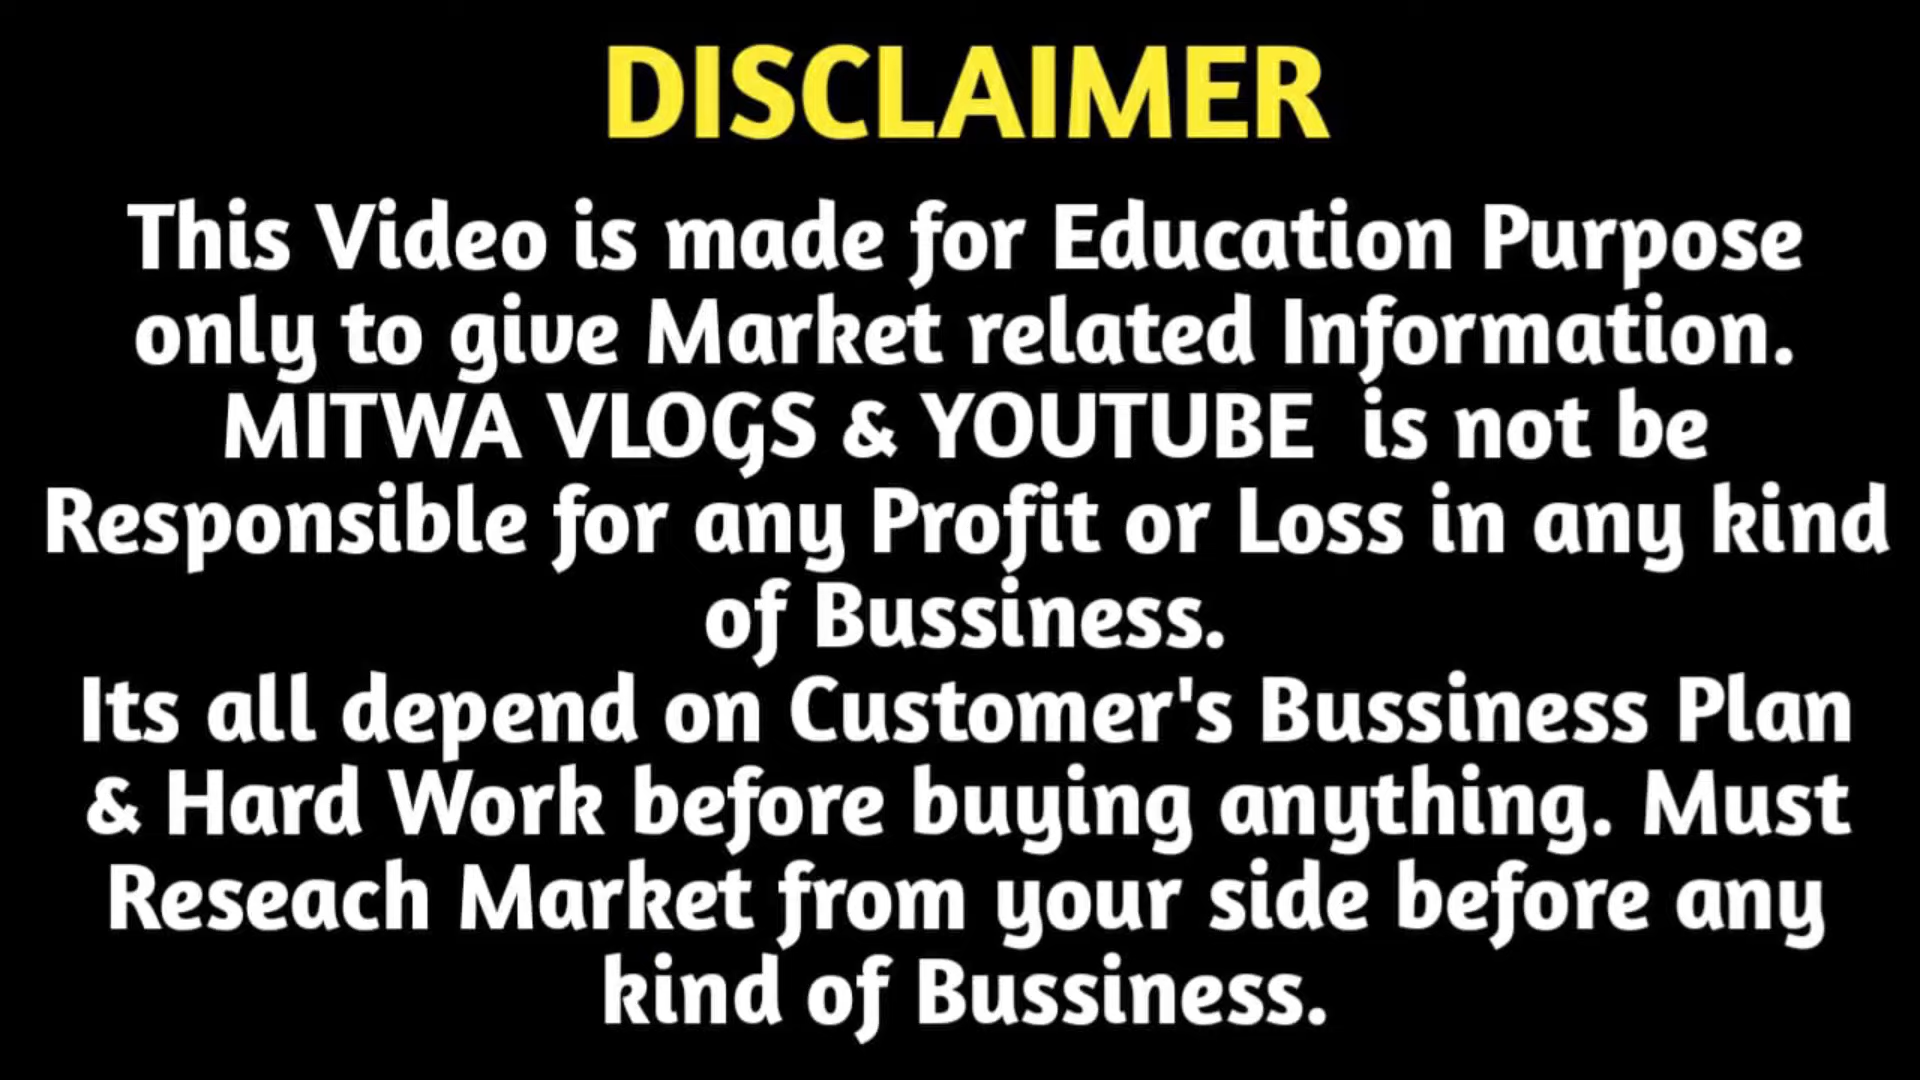 DISCLAIMER
This Video is made for Education Purpose
only to give Market related Information.
MITWA VLOGS & YOUTUBE is not be
Responsible for any Profit or Loss in any kind
of Bussiness.
Its all depend on Customer's Bussiness Plan
& Hard Work before buying anything. Must
Reseach Market from your side before any
kind of Bussiness.